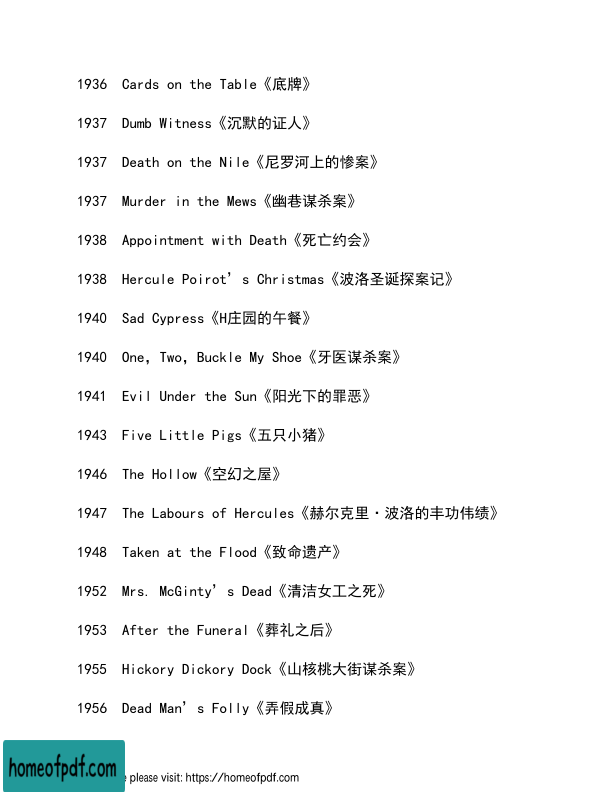 1936 Cards on the Table《底牌》
1937 Dumb Witness《沉默的证人》
1937 Death on the Nile《尼罗河上的惨案》
1937 Murder in the Mews《幽巷谋杀案》
1938 Appointment with Death《死亡约会》
1938 Hercule Poirot’s Christmas《波洛圣诞探案记》
1940 Sad Cypress《H庄园的午餐》
1940 One, Two, Buckle My Shoe《牙医谋杀案》
1941 Evil Under the Sun《阳光下的罪恶》
1943 Five Little Pigs《五只小猪》
1946 The Hollow《空幻之屋》
1947 The Labours of Hercules《赫尔克里·波洛的丰功伟绩》
1948 Taken at the Flood《致命遗产》
1952 Mrs. McGinty’s Dead《清洁女工之死》
1953 After the Funeral《葬礼之后》
1955 Hickory Dickory Dock《山核桃大街谋杀案》
1956 Dead Man’s Folly《弄假成真》
homeofpdf.com
please visit: https://homeofpdf.com